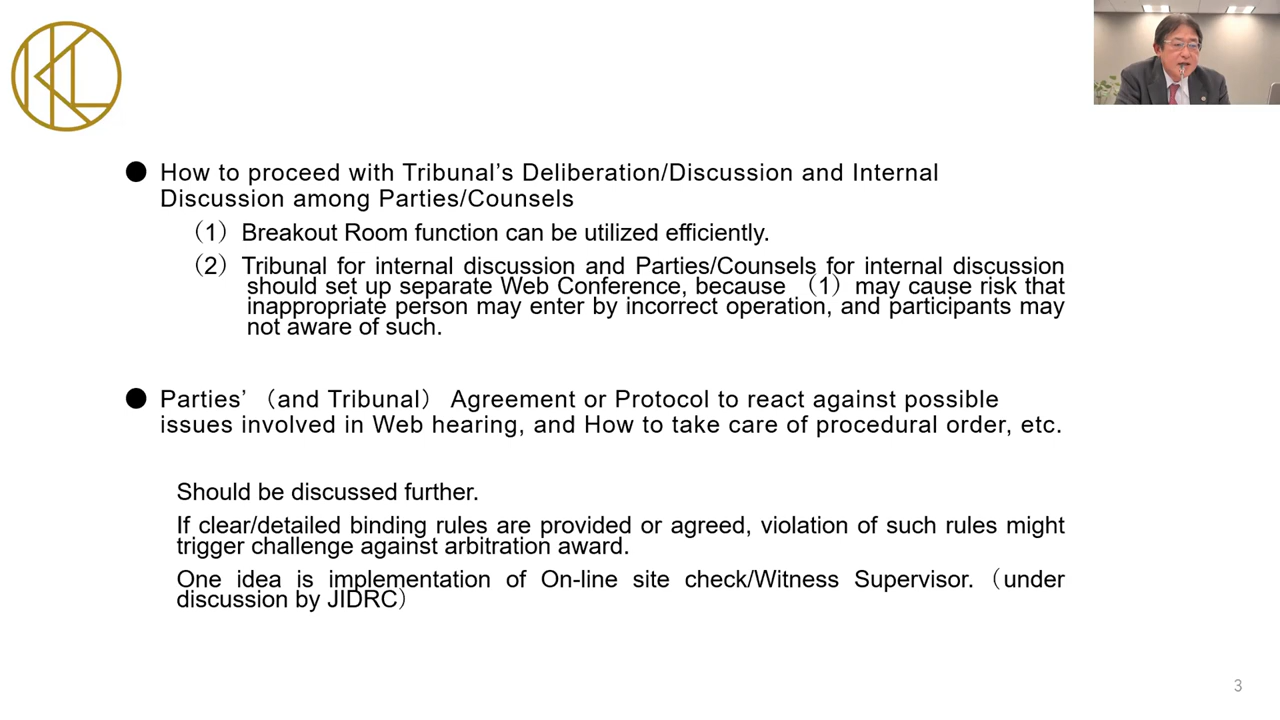 ● How to proceed with Tribunal’s Deliberation/Discussion and Internal
Discussion among Parties/Counsels
（1）Breakout Room function can be utilized efficiently.
（2）Tribunal for internal discussion and Parties/Counsels for internal discussion
should set up separate Web Conference, because （1）may cause risk that
inappropriate person may enter by incorrect operation, and participants may
not aware of such.
● Parties’ （and Tribunal） Agreement or Protocol to react against possible
issues involved in Web hearing, and How to take care of procedural order, etc.
Should be discussed further.
If clear/detailed binding rules are provided or agreed, violation of such rules might
trigger challenge against arbitration award.
One idea is implementation of On-line site check/Witness Supervisor.（under
discussion by JIDRC）
3